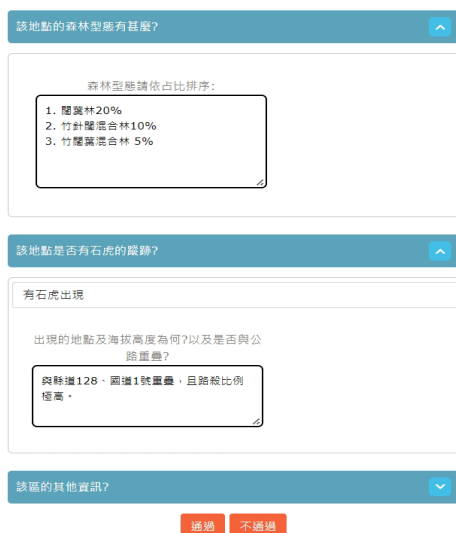 該地點的森林型態有甚麼?
森林型態請依占比排序:
1. 闊葉林20%
2. 竹針闊混合林10%
3. 竹闊葉混合林 5%
該地點是否有石虎的蹤跡?
有石虎出現
出現的地點及海拔高度為何?以及是否與公
路重疊?
與縣道128、國道1號重疊，且路殺比例
極高。
該區的其他資訊?
通過 不通過